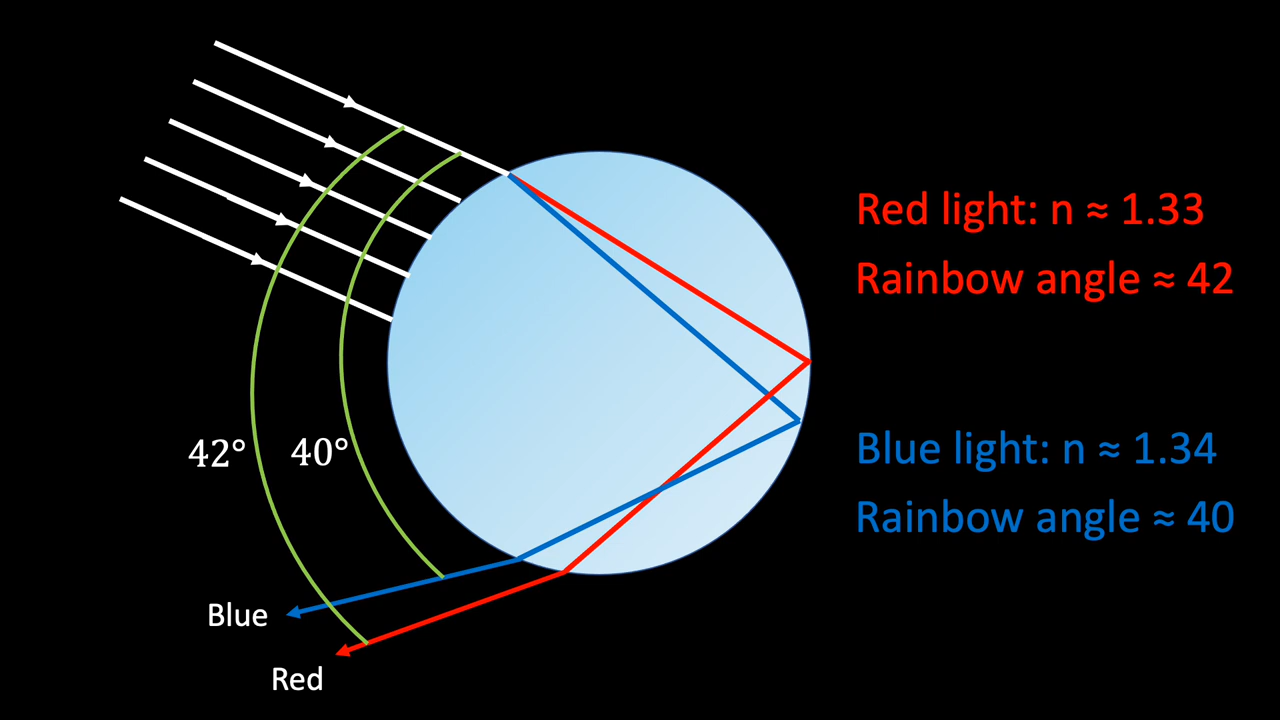 Red light: n ≈ 1.33
Rainbow angle ≈ 42
42° 40°
Blue light: n ≈ 1.34
Rainbow angle ≈ 40
Blue
Red